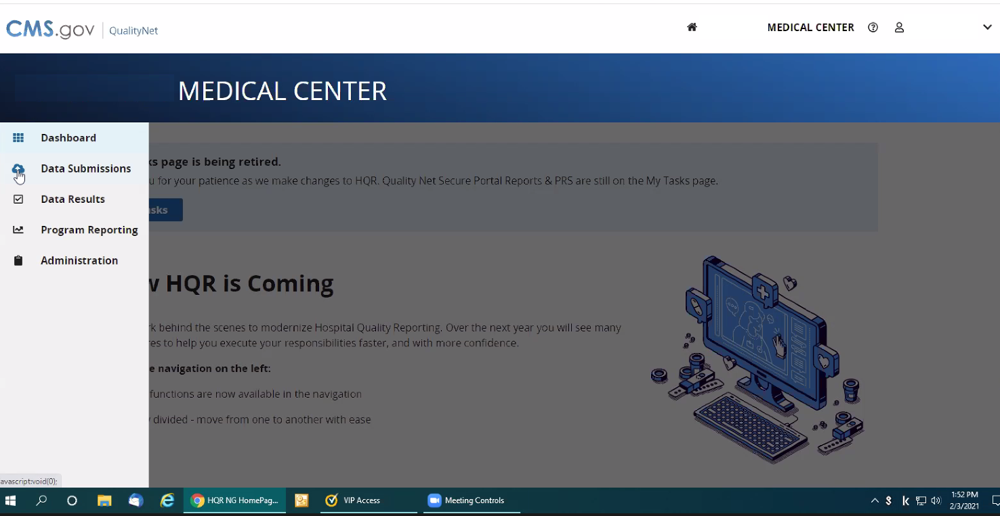 CMS.gov QualityNet MEDICAL CENTER
MEDICAL CENTER
Dashboard
Data Submissions
Data Results
Program Reporting
Administration
page is being retired.
for your patience as we make changes to HQR. Quality Net Secure Portal Reports & PRS are still on the My Tasks page.
HQR is Coming
behind the scenes to modernize Hospital Quality Reporting. Over the next year you will see many
to help you execute your responsibilities faster, and with more confidence.
navigation on the left:
functions are now available in the navigation
divided - move from one to another with ease
avascript:void(0);
HQR NG HomePag... VIP Access Meeting Controls
1:52 PM
2/3/2021